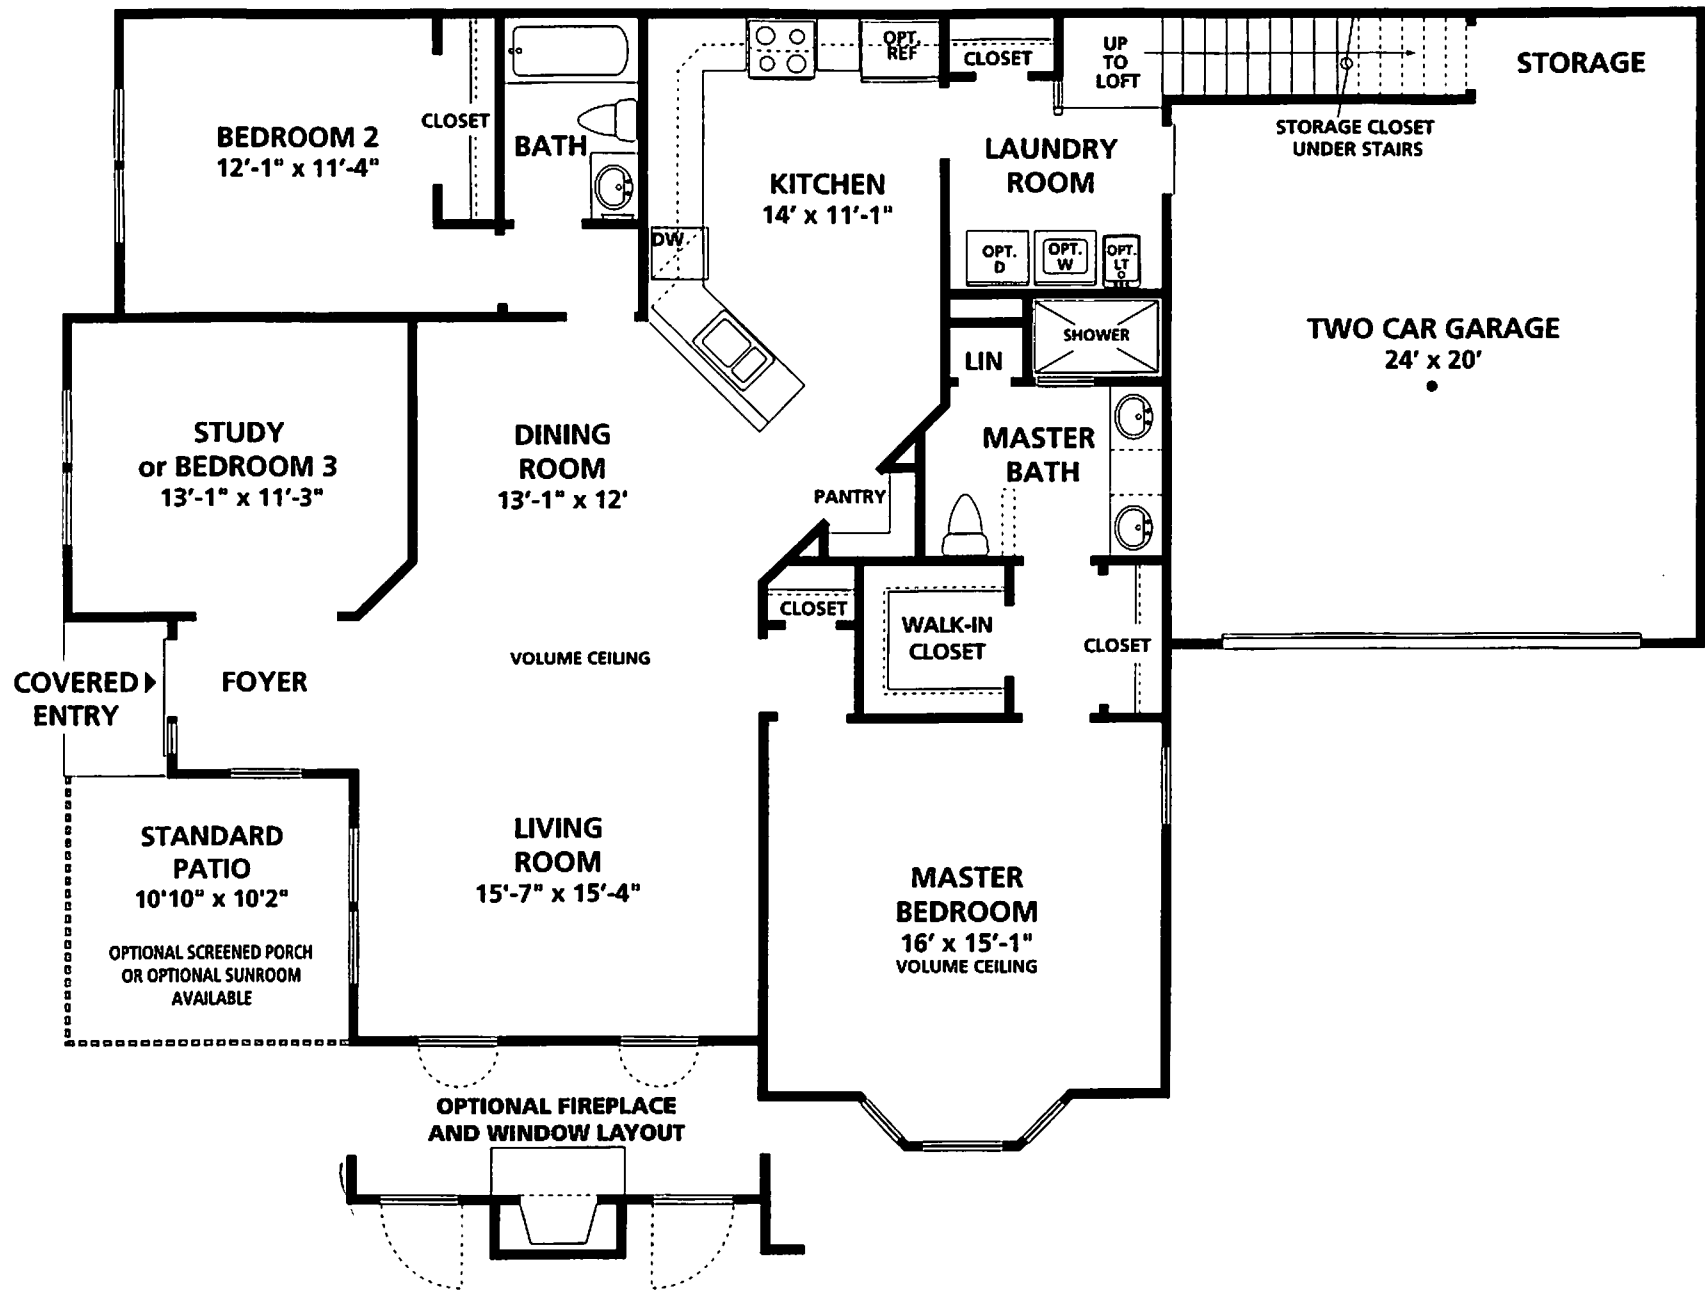 BEDROOM 2
12'-1" x 11'-4"
CLOSET
BATH
OPT.
REF
CLOSET
UP
TO
LOFT
STORAGE
STORAGE CLOSET
UNDER STAIRS
KITCHEN
14' x 11'-1"
LAUNDRY
ROOM
DW
OPT.
D
OPT.
W
OPT.
LT
SHOWER
LIN
TWO CAR GARAGE
24' x 20'
STUDY
or BEDROOM 3
13'-1" x 11'-3"
DINING
ROOM
13'-1" x 12'
MASTER
BATH
PANTRY
CLOSET
WALK-IN
CLOSET
CLOSET
VOLUME CEILING
COVERED
ENTRY
FOYER
STANDARD
PATIO
10'10" x 10'2"
OPTIONAL SCREENED PORCH
OR OPTIONAL SUNROOM
AVAILABLE
LIVING
ROOM
15'-7" x 15'-4"
MASTER
BEDROOM
16' x 15'-1"
VOLUME CEILING
OPTIONAL FIREPLACE
AND WINDOW LAYOUT